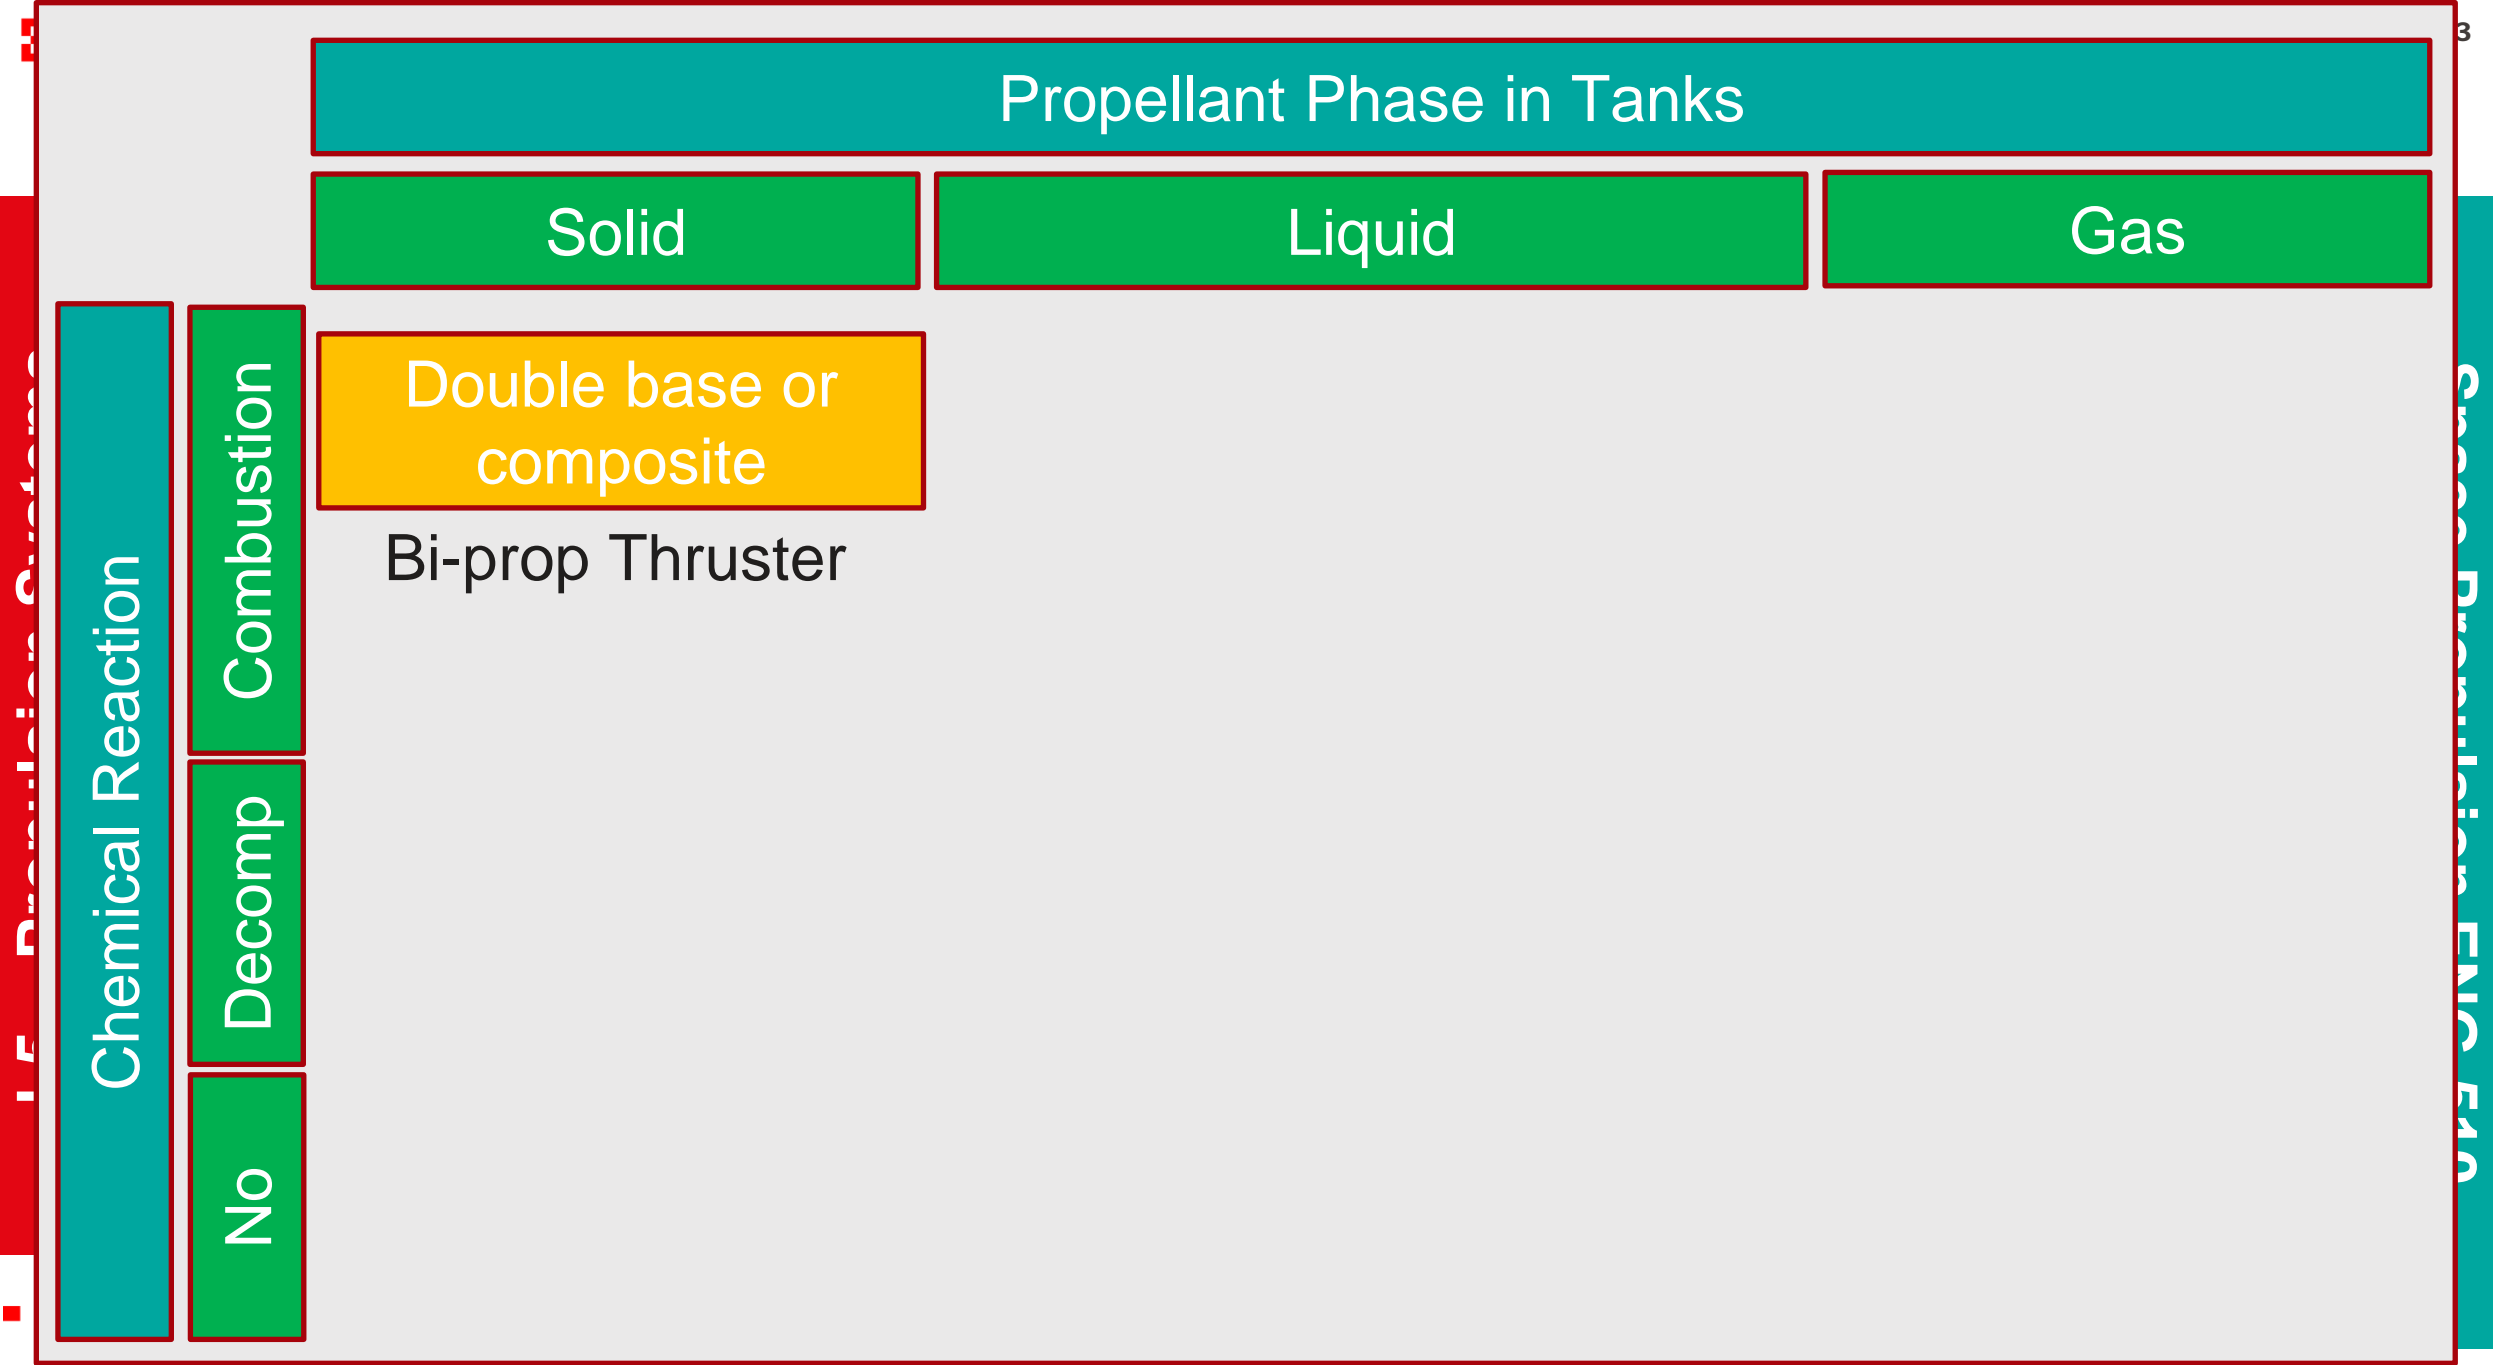 3
Propellant Phase in Tanks
Solid
Liquid
Gas
Chemical Reaction
Combustion
Double base or
composite
Bi-prop Thruster
Decomp
No